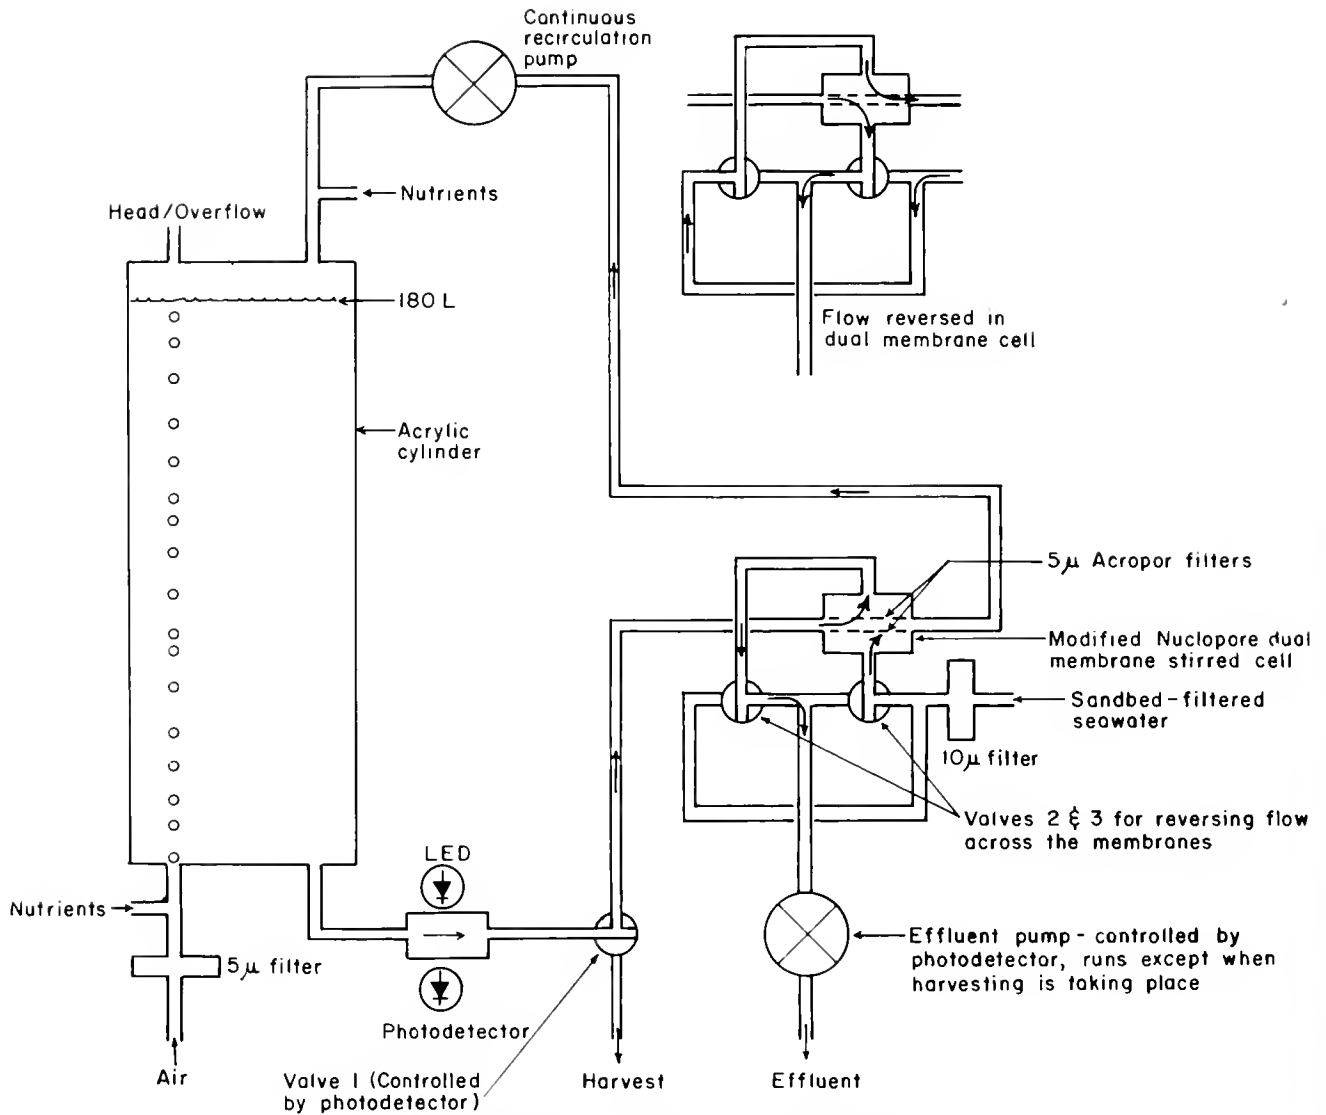 Continuous
recirculation
pump
Nutrients
Head/Overflow
180 L
Flow reversed in
dual membrane cell
Acrylic
cylinder
5μ Acropor filters
Modified Nuclopore dual
membrane stirred cell
Sandbed-filtered
seawater
10μ filter
Valves 2 & 3 for reversing flow
across the membranes
LED
Nutrients
5μ filter
Effluent pump - controlled by
photodetector, runs except when
harvesting is taking place
Photodetector
Air
Valve 1 (Controlled
by photodetector)
Harvest
Effluent